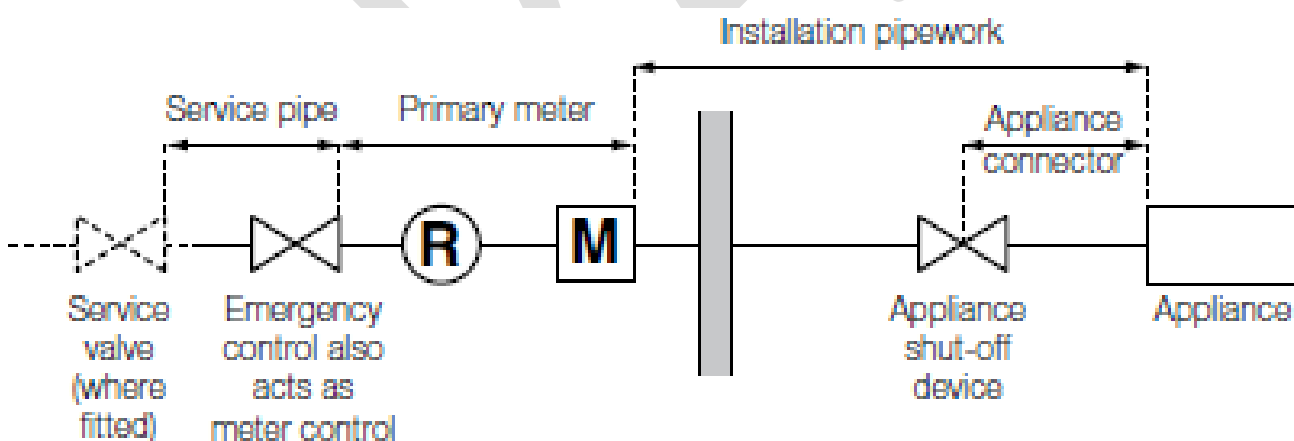 Installation pipework
Service pipe
Primary meter
Appliance
connector
R
M
Service
valve
(where
fitted)
Emergency
control also
acts as
meter control
Appliance
shut-off
device
Appliance